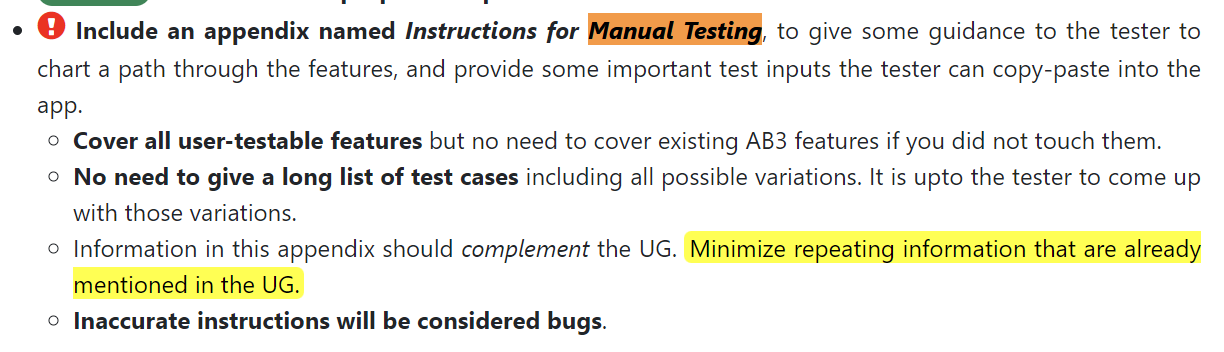 Include an appendix named Instructions for Manual Testing, to give some guidance to the tester to
chart a path through the features, and provide some important test inputs the tester can copy-paste into the
app.
Cover all user-testable features but no need to cover existing AB3 features if you did not touch them.
No need to give a long list of test cases including all possible variations. It is upto the tester to come up
with those variations.
Information in this appendix should complement the UG. Minimize repeating information that are already
mentioned in the UG.
Inaccurate instructions will be considered bugs.